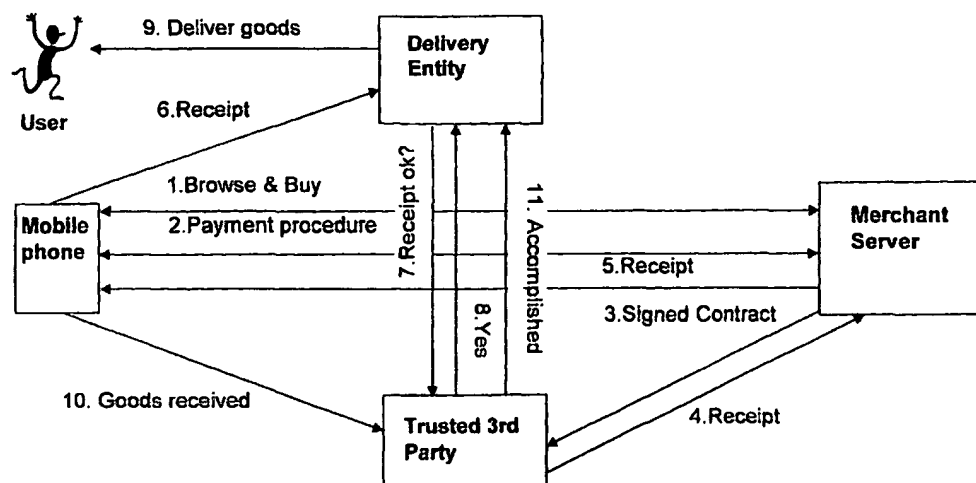 9. Deliver goods
Delivery
Entity
User
6.Receipt
1.Browse & Buy
2.Payment procedure
7.Receipt ok?
8.Yes
11. Accomplished
Mobile
phone
Merchant
Server
5.Receipt
3.Signed Contract
10. Goods received
Trusted 3rd
Party
4.Receipt